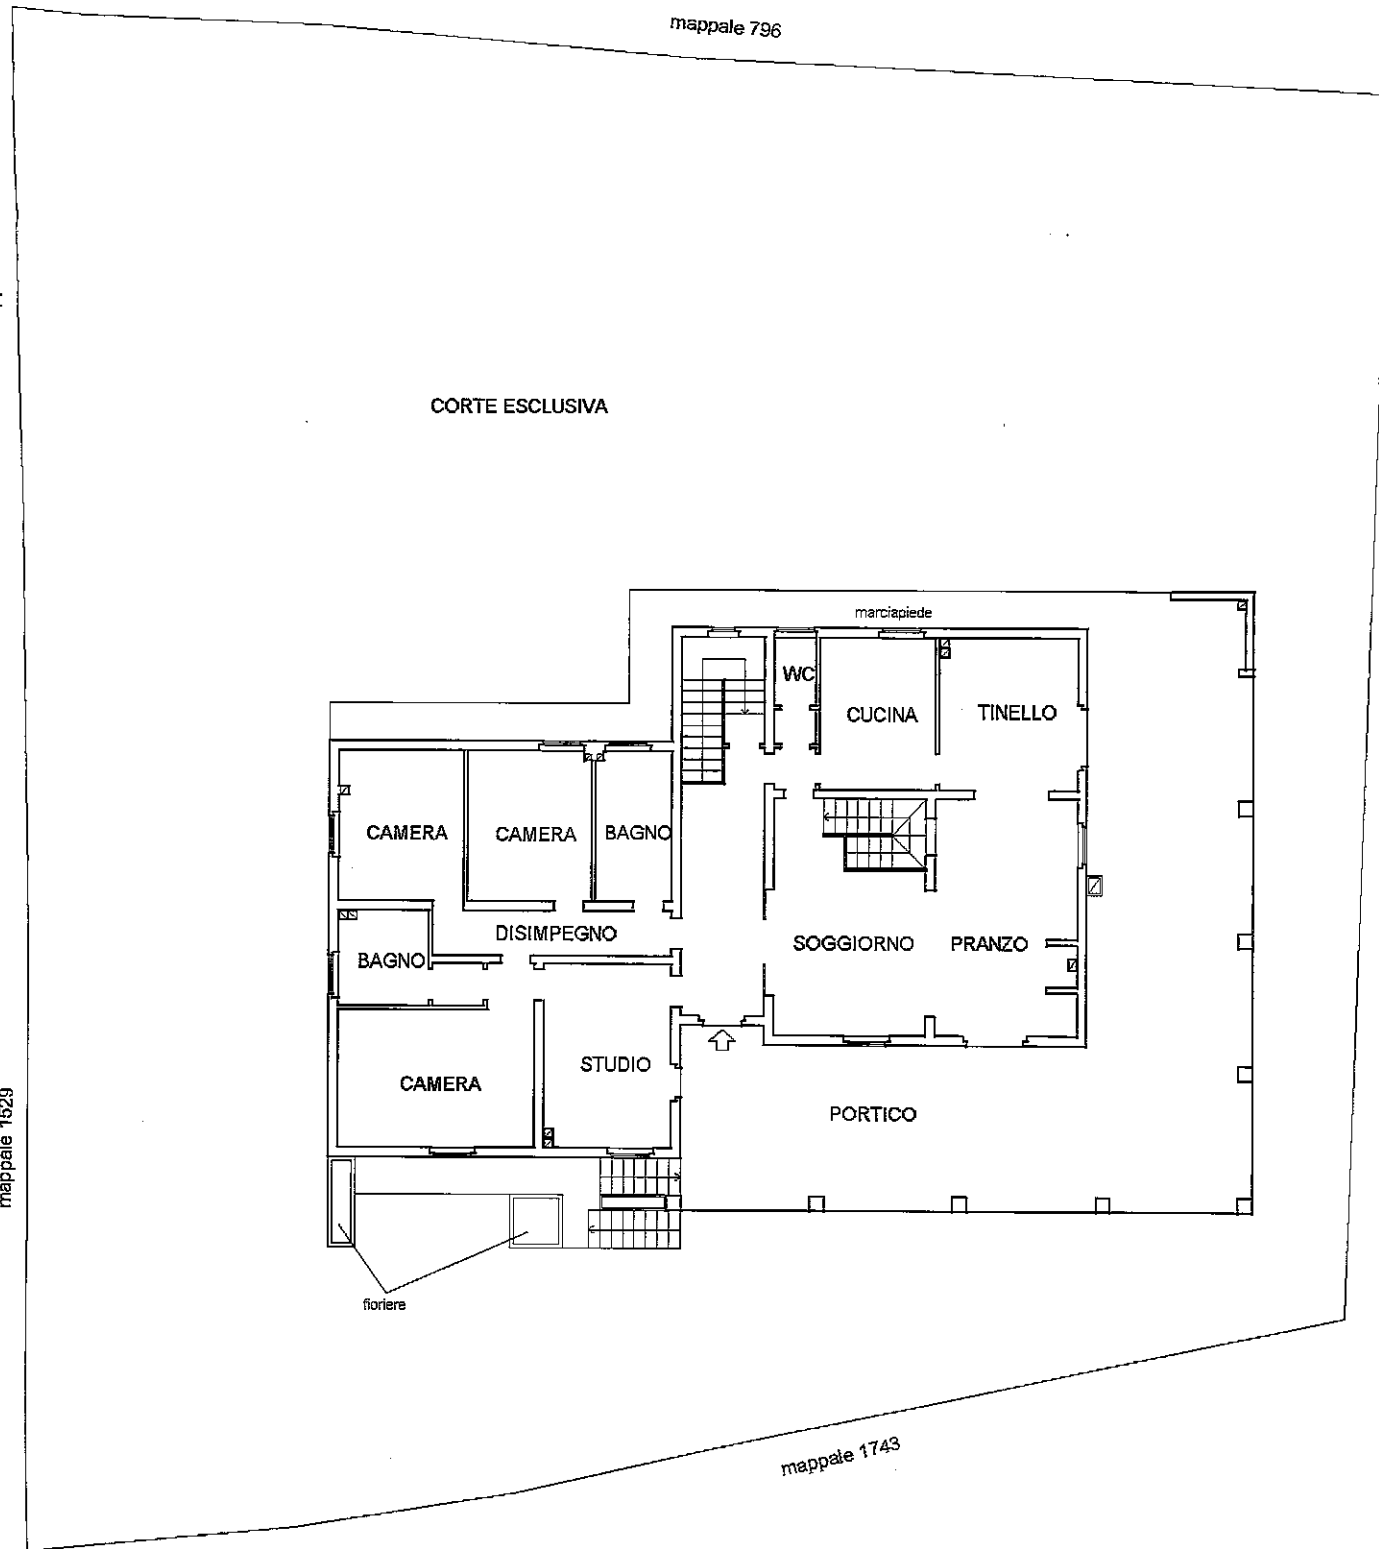 mappale 796
CORTE ESCLUSIVA
marciapiede
WC
CUCINA
TINELLO
CAMERA
CAMERA
BAGNO
DISIMPEGNO
SOGGIORNO
PRANZO
BAGNO
STUDIO
CAMERA
mappale 1529
PORTICO
fioriere
mappale 1743